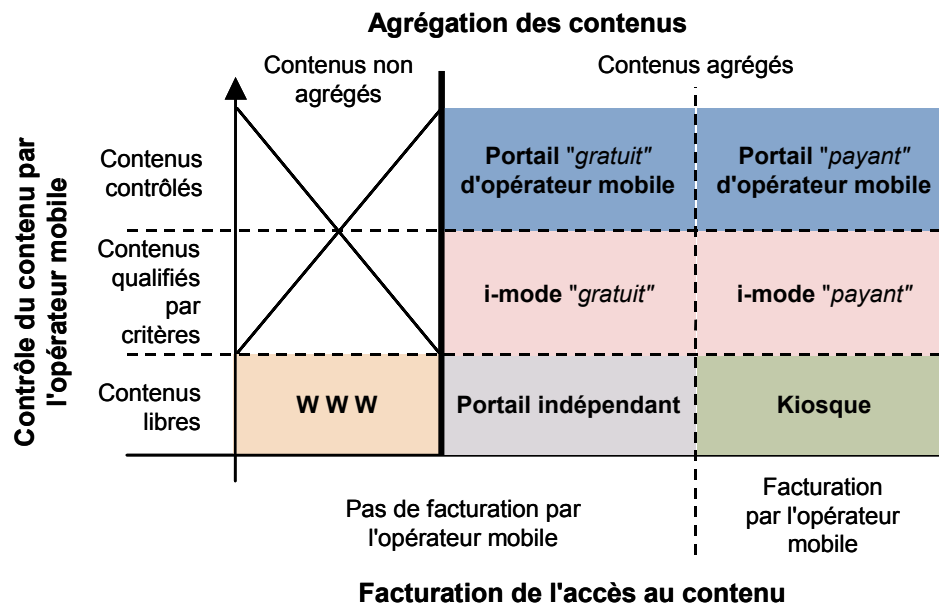 Agrégation des contenus
Contenus non
agrégés
Contenus agrégés
Contrôle du contenu par
l'opérateur mobile
Contenus
contrôlés
Portail "gratuit"
d'opérateur mobile
Portail "payant"
d'opérateur mobile
Contenus
qualifiés
par
critères
i-mode "gratuit"
i-mode "payant"
Contenus
libres
W W W
Portail indépendant
Kiosque
Pas de facturation par
l'opérateur mobile
Facturation
par l'opérateur
mobile
Facturation de l'accès au contenu